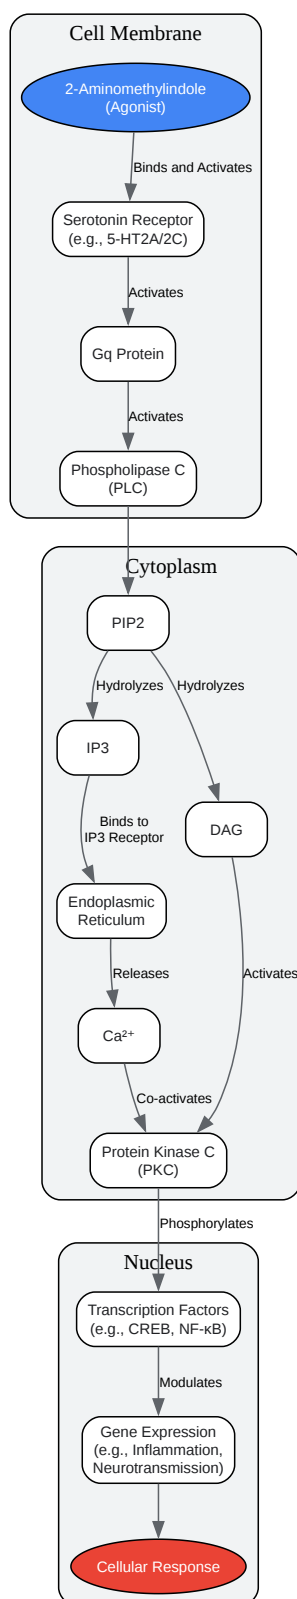 Cell Membrane
2-Aminomethylindole
(Agonist)
Binds and Activates
Serotonin Receptor
(e.g., 5-HT2A/2C)
Activates
Gq Protein
Activates
Phospholipase C
(PLC)
Cytoplasm
PIP2
Hydrolyzes
Hydrolyzes
IP3
Binds to
IP3 Receptor
DAG
Endoplasmic
Reticulum
Releases
Activates
Ca²⁺
Co-activates
Protein Kinase C
(PKC)
Phosphorylates
Nucleus
Transcription Factors
(e.g., CREB, NF-κB)
Modulates
Gene Expression
(e.g., Inflammation,
Neurotransmission)
Cellular Response